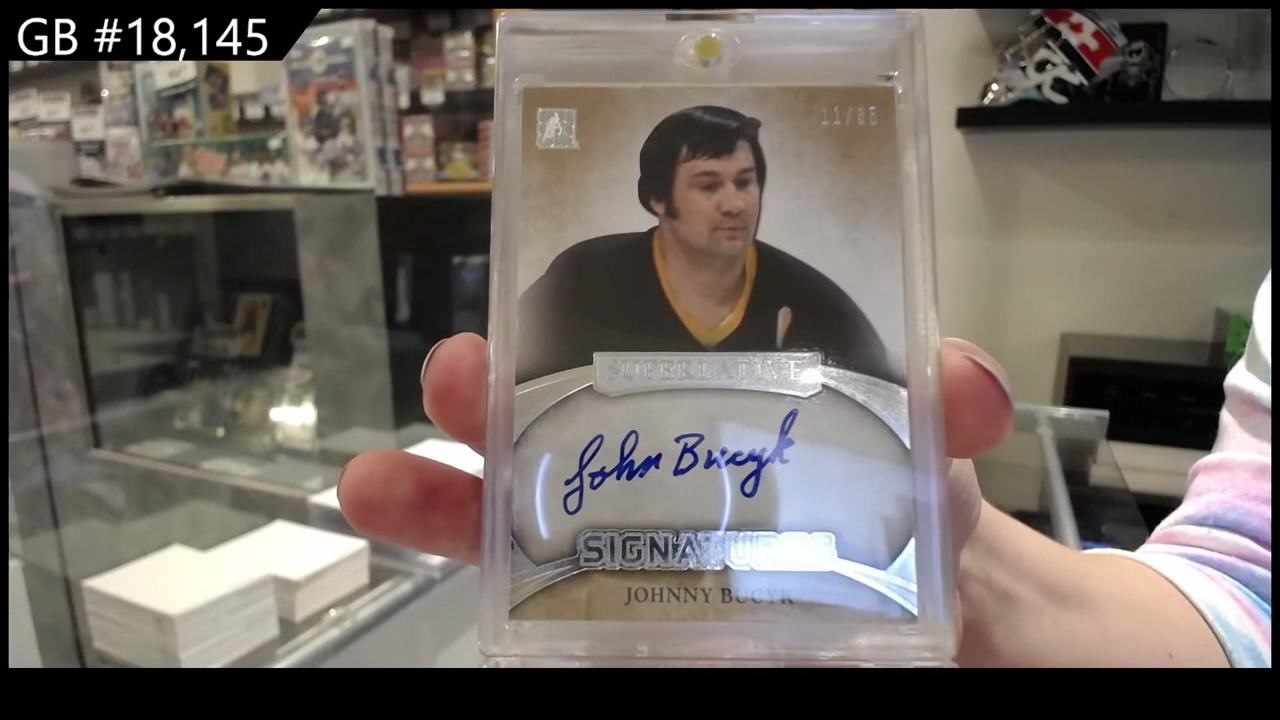 GB #18,145
11/85
SUPERLATIVE
John Bucyk
SIGNATURES
JOHNNY BUCYK